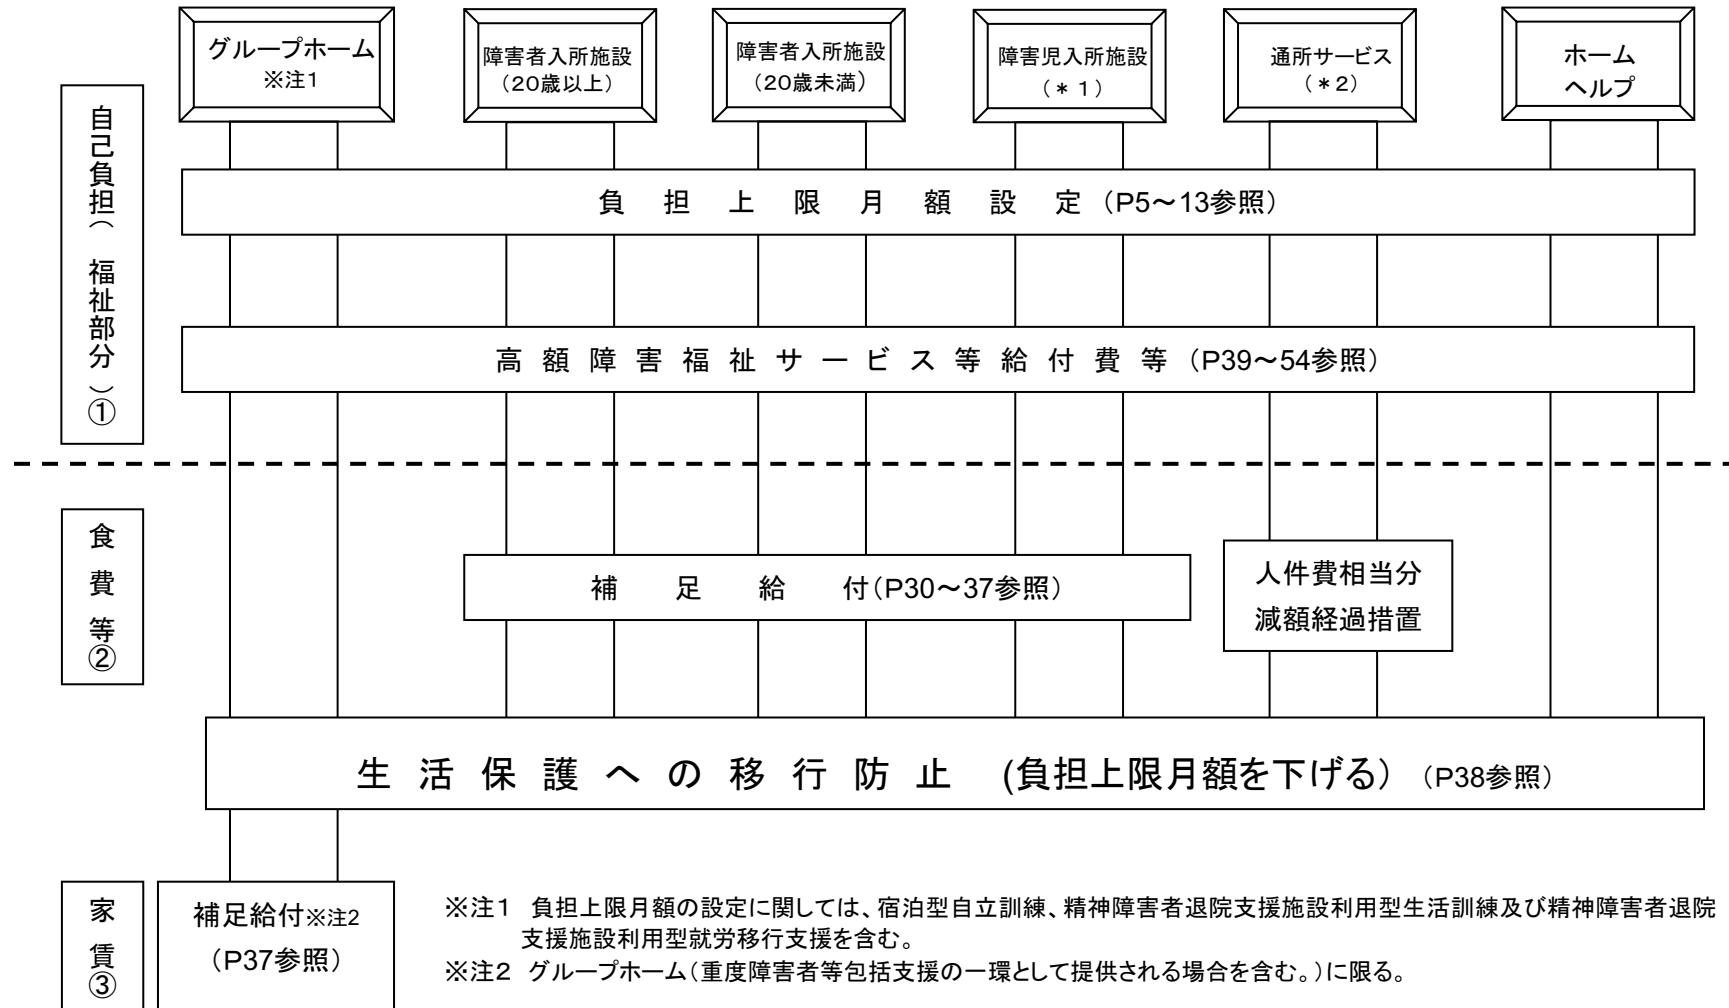 グループホーム
※注1
障害者入所施設
（20歳以上）
障害者入所施設
（20歳未満）
障害児入所施設
（＊１）
通所サービス
（＊2）
ホーム
ヘルプ
自己負担（福祉部分）①
負担上限月額設定（P5～13参照）
高額障害福祉サービス等給付費等（P39～54参照）
食費等②
補足給付（P30～37参照）
人件費相当分
減額経過措置
生活保護への移行防止 (負担上限月額を下げる）（P38参照）
家賃③
補足給付※注2
（P37参照）
※注１ 負担上限月額の設定に関しては、宿泊型自立訓練、精神障害者退院支援施設利用型生活訓練及び精神障害者退院
支援施設利用型就労移行支援を含む。
※注２ グループホーム（重度障害者等包括支援の一環として提供される場合を含む。）に限る。